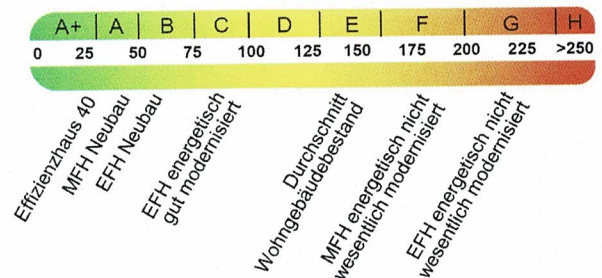 A+ A B C D E F G H
0 25 50 75 100 125 150 175 200 225 >250
Effizienzhaus 40
MFH Neubau
EFH Neubau
EFH energetisch
gut modernisiert
Durchschnitt
Wohngebäudebestand
MFH energetisch nicht
wesentlich modernisiert
EFH energetisch nicht
wesentlich modernisiert